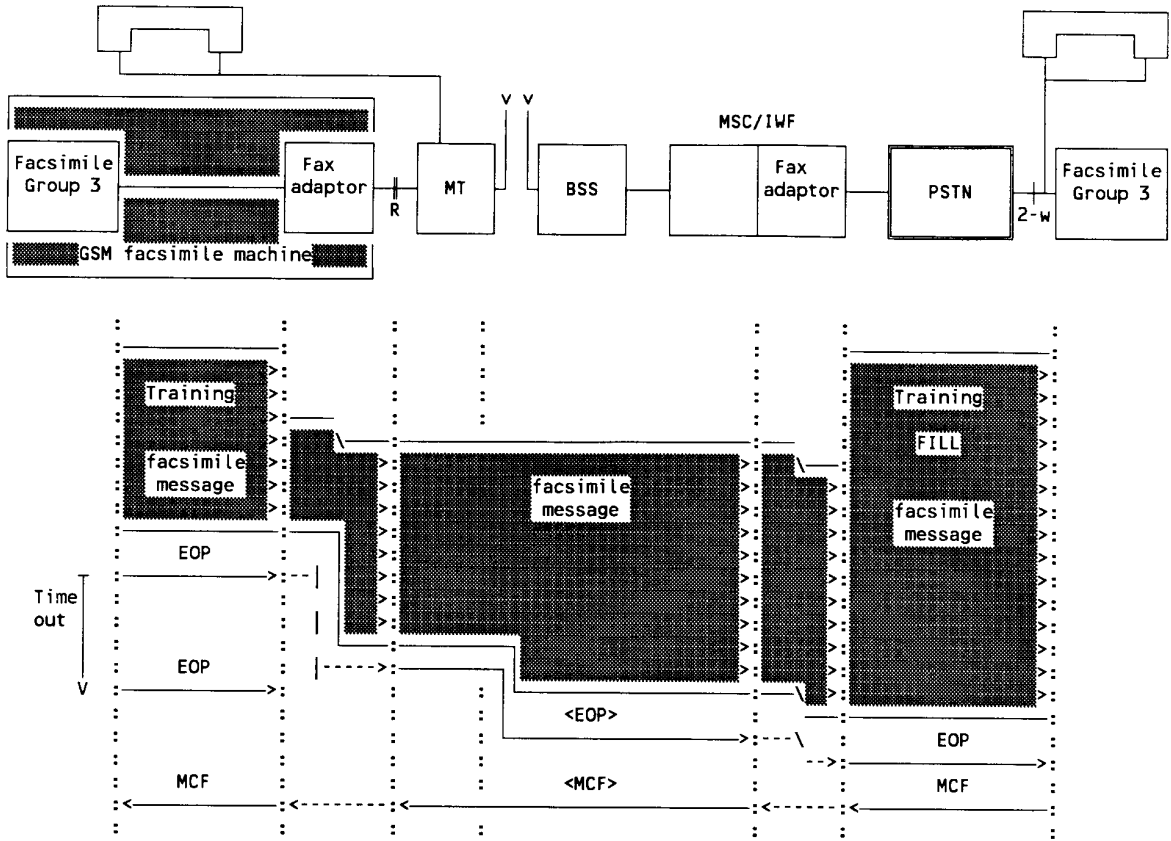 MSC/IWF
Facsimile
Group 3
Fax
adaptor
R
MT
V V
BSS
Fax
adaptor
PSTN
2-w
Facsimile
Group 3
GSM facsimile machine
Training
facsimile
message
facsimile
message
Training
FILL
facsimile
message
EOP
Time
out
EOP
V
<EOP>
EOP
MCF
<MCF>
MCF